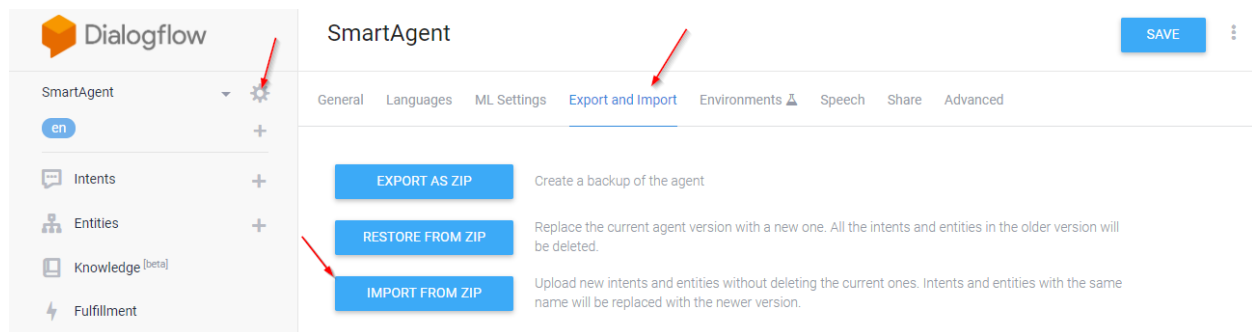 Dialogflow
SmartAgent
SAVE
SmartAgent
General Languages ML Settings Export and Import Environments Speech Share Advanced
en
Intents
EXPORT AS ZIP Create a backup of the agent
Entities
RESTORE FROM ZIP Replace the current agent version with a new one. All the intents and entities in the older version will
be deleted.
Knowledge [beta]
IMPORT FROM ZIP Upload new intents and entities without deleting the current ones. Intents and entities with the same
name will be replaced with the newer version.
Fulfillment